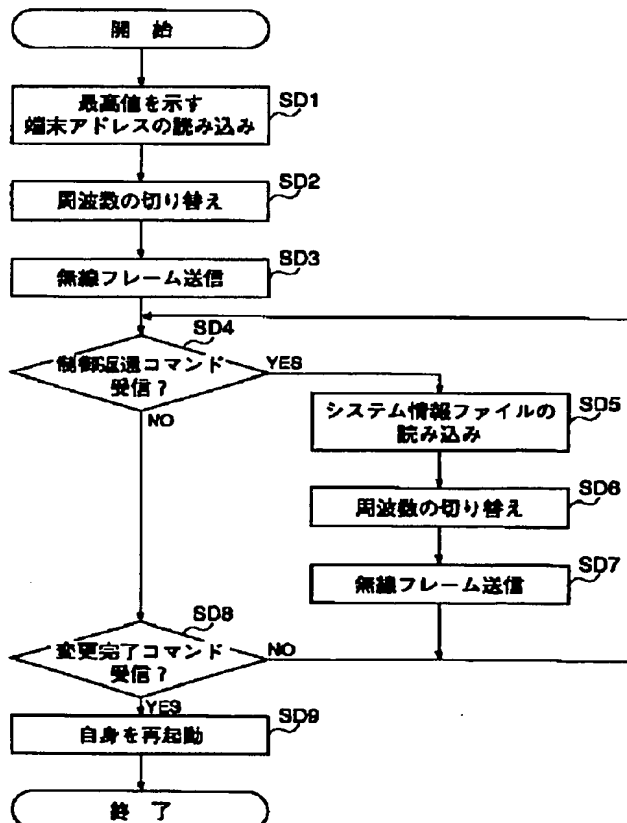 開 始
最高値を示す
端末アドレスの読み込み
SD1
周波数の切り替え
SD2
無線フレーム送信
SD3
SD4
制御返還コマンド
受信？
YES
NO
システム情報ファイルの
読み込み
SD5
周波数の切り替え
SD6
無線フレーム送信
SD7
SD8
変更完了コマンド
受信？
NO
YES
自身を再起動
SD9
終 了